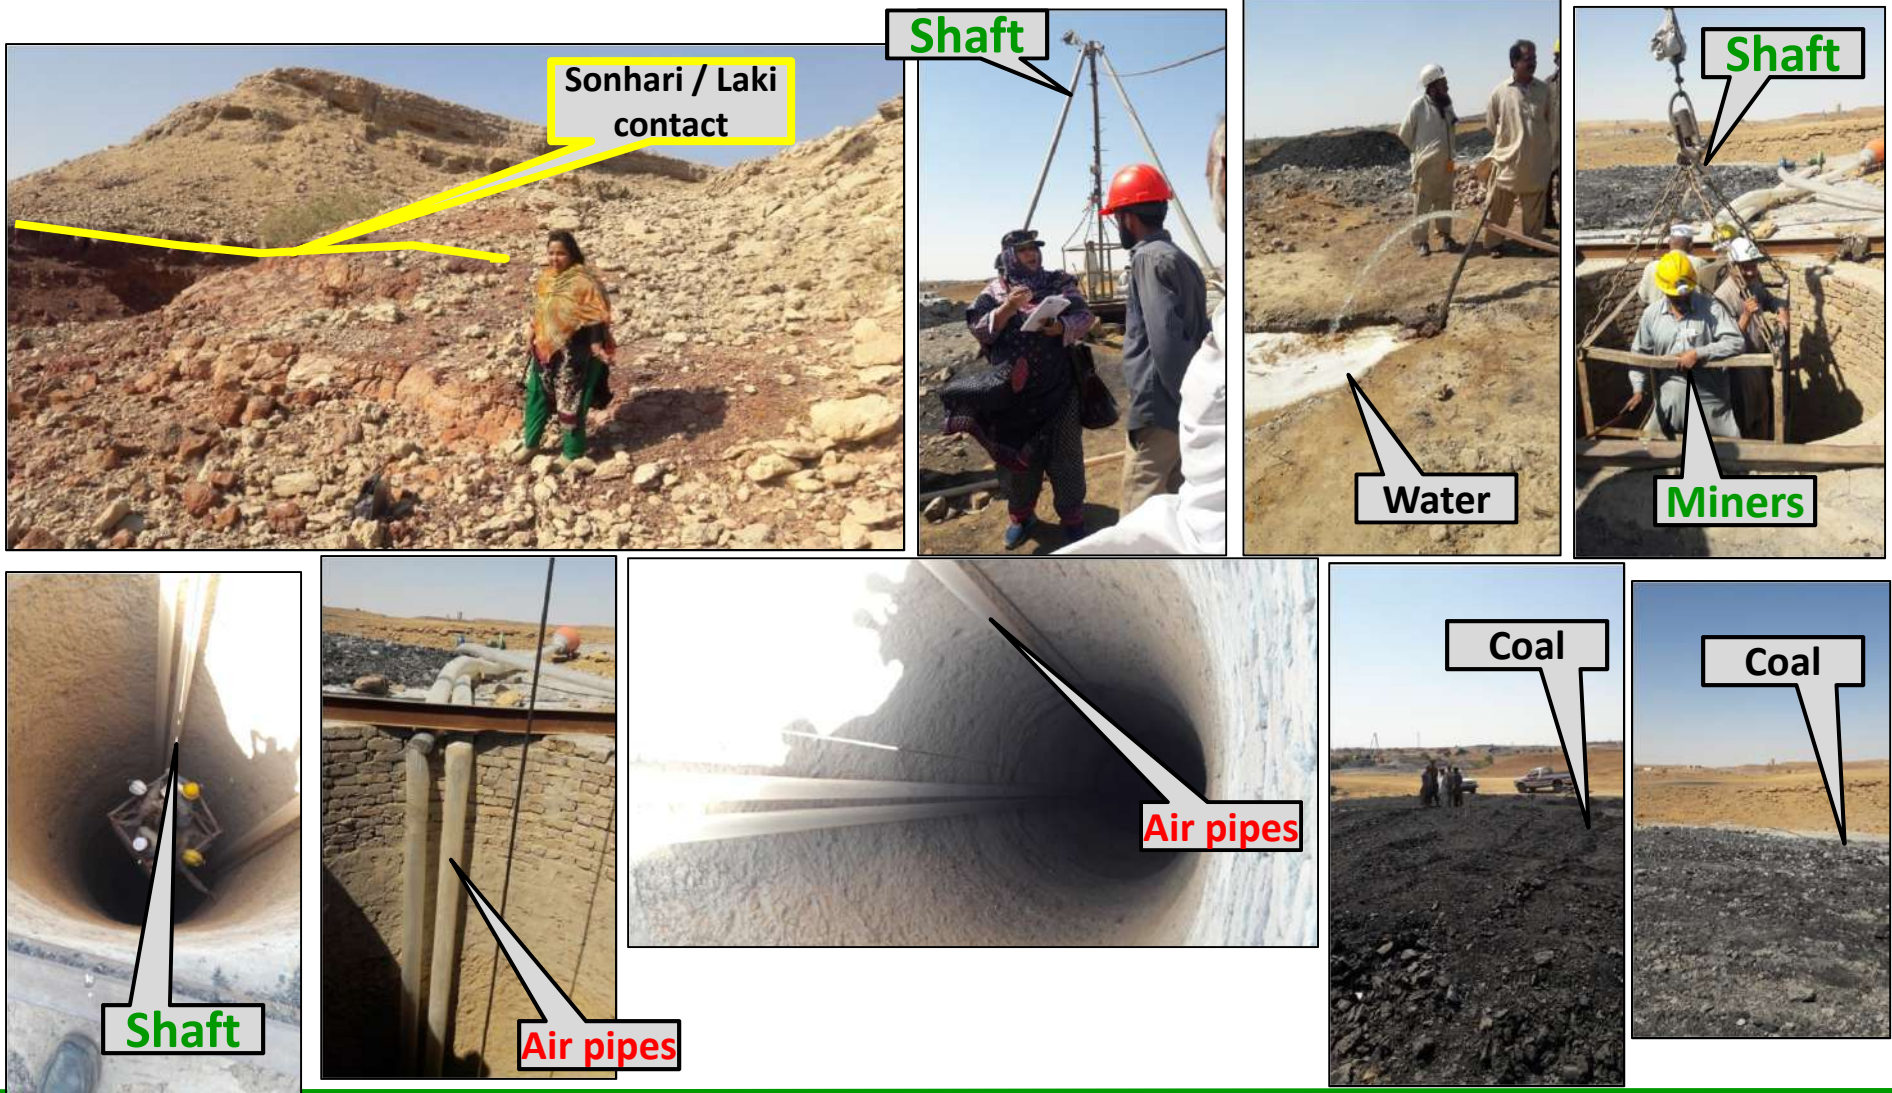 Sonhari / Laki
contact
Shaft
Water
Shaft
Miners
Shaft
Air pipes
Air pipes
Coal
Coal